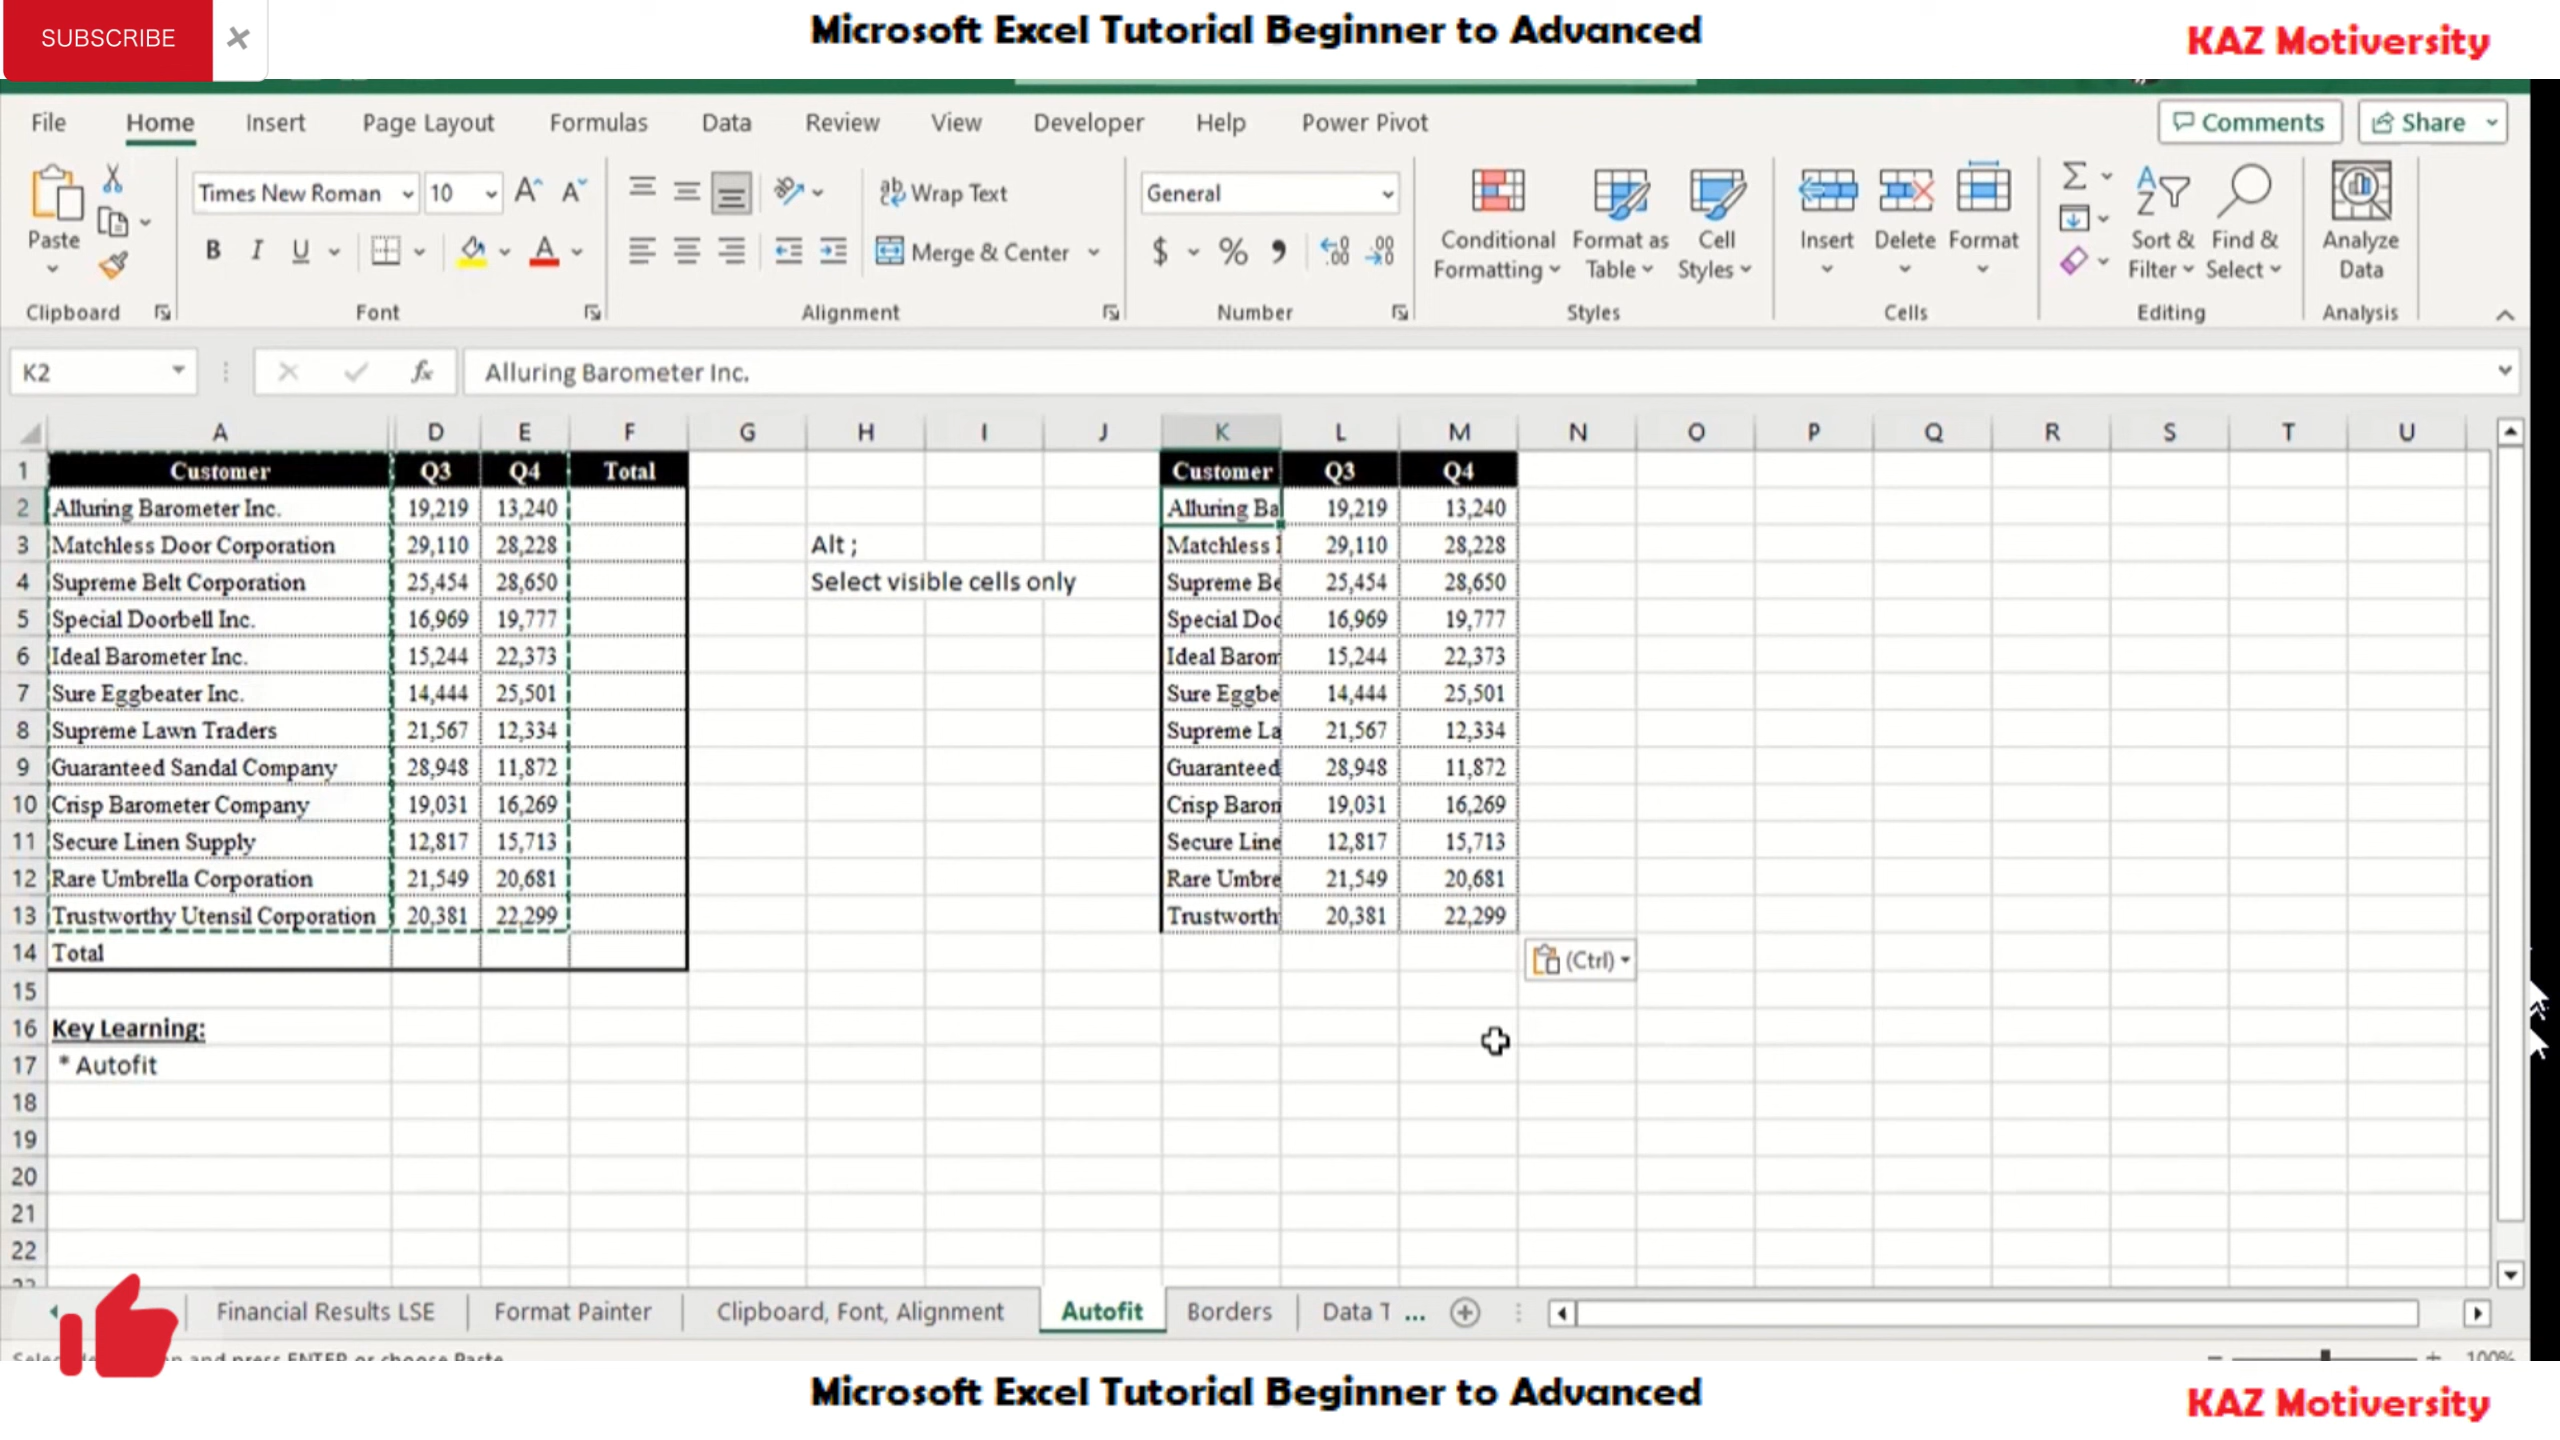 SUBSCRIBE
Microsoft Excel Tutorial Beginner to Advanced
KAZ Motiversity
File Home Insert Page Layout Formulas Data Review View Developer Help Power Pivot Comments Share
Times New Roman 10 Wrap Text General
Paste Merge & Center Conditional Formatting Format as Table Cell Styles Insert Delete Format Sort & Filter Find & Select Analyze Data
Clipboard Font Alignment Number Styles Cells Editing Analysis
K2 fx Alluring Barometer Inc.
A D E F G H I J K L M N O P Q R S T U
1 Customer Q3 Q4 Total Customer Q3 Q4
2 Alluring Barometer Inc. 19,219 13,240 Alluring Ba 19,219 13,240
3 Matchless Door Corporation 29,110 28,228 Alt ; Matchless 29,110 28,228
4 Supreme Belt Corporation 25,454 28,650 Select visible cells only Supreme Be 25,454 28,650
5 Special Doorbell Inc. 16,969 19,777 Special Doc 16,969 19,777
6 Ideal Barometer Inc. 15,244 22,373 Ideal Barom 15,244 22,373
7 Sure Eggbeater Inc. 14,444 25,501 Sure Eggbe 14,444 25,501
8 Supreme Lawn Traders 21,567 12,334 Supreme La 21,567 12,334
9 Guaranteed Sandal Company 28,948 11,872 Guaranteed 28,948 11,872
10 Crisp Barometer Company 19,031 16,269 Crisp Baron 19,031 16,269
11 Secure Linen Supply 12,817 15,713 Secure Line 12,817 15,713
12 Rare Umbrella Corporation 21,549 20,681 Rare Umbre 21,549 20,681
13 Trustworthy Utensil Corporation 20,381 22,299 Trustworth 20,381 22,299
14 Total (Ctrl)
15
16 Key Learning:
17 * Autofit
18
19
20
21
22
Financial Results LSE Format Painter Clipboard, Font, Alignment Autofit Borders Data T ...
and press ENTER or choose Paste
100%
Microsoft Excel Tutorial Beginner to Advanced
KAZ Motiversity